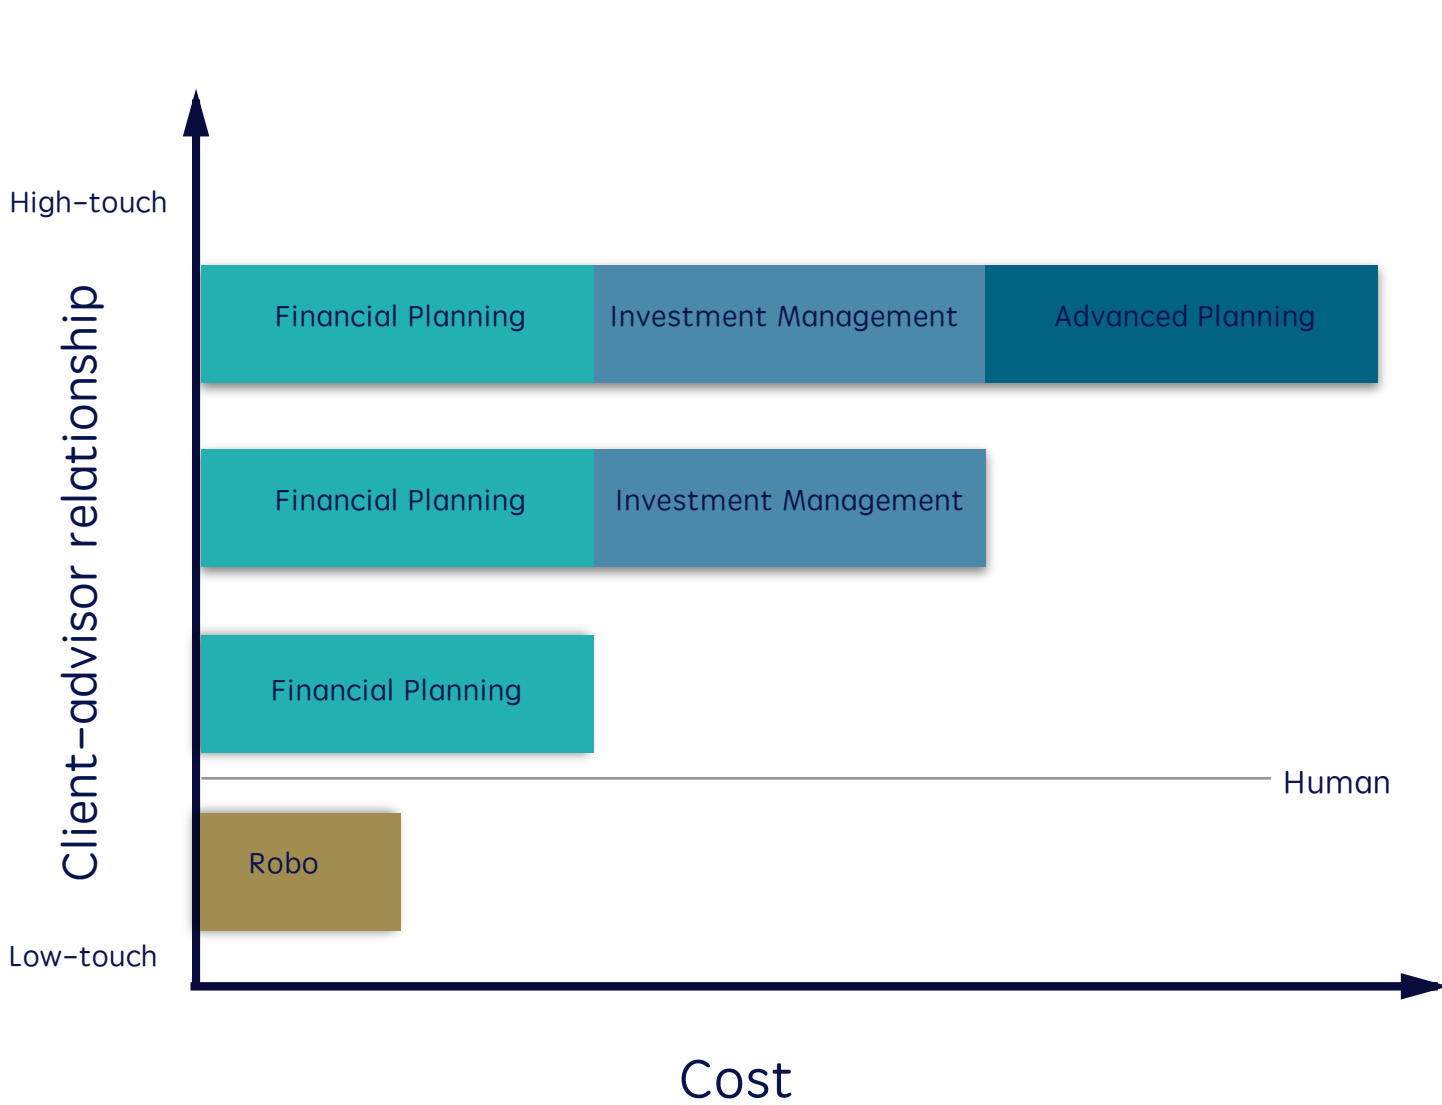 High-touch
Client-advisor relationship
Financial Planning
Investment Management
Advanced Planning
Financial Planning
Investment Management
Financial Planning
Human
Robo
Low-touch
Cost